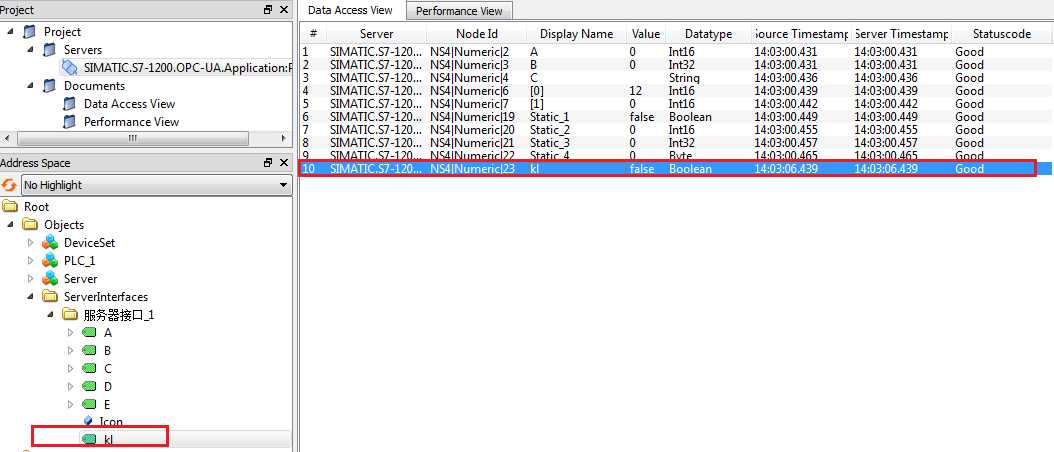 Project
Project
Servers
SIMATIC.S7-1200.OPC-UA.Application:P
Documents
Data Access View
Performance View
Address Space
No Highlight
Root
Objects
DeviceSet
PLC_1
Server
ServerInterfaces
服务器接口_1
A
B
C
D
E
Icon
kl
Data Access View Performance View
# Server Node Id Display Name Value Datatype Source Timestamp Server Timestamp Statuscode
1 SIMATIC.S7-120... NS4|Numeric|2 A 0 Int16 14:03:00.431 14:03:00.431 Good
2 SIMATIC.S7-120... NS4|Numeric|3 B 0 Int32 14:03:00.431 14:03:00.431 Good
3 SIMATIC.S7-120... NS4|Numeric|4 C String 14:03:00.436 14:03:00.436 Good
4 SIMATIC.S7-120... NS4|Numeric|6 [0] 12 Int16 14:03:00.439 14:03:00.439 Good
5 SIMATIC.S7-120... NS4|Numeric|7 [1] 0 Int16 14:03:00.442 14:03:00.442 Good
6 SIMATIC.S7-120... NS4|Numeric|19 Static_1 false Boolean 14:03:00.449 14:03:00.449 Good
7 SIMATIC.S7-120... NS4|Numeric|20 Static_2 0 Int16 14:03:00.455 14:03:00.455 Good
8 SIMATIC.S7-120... NS4|Numeric|21 Static_3 0 Int32 14:03:00.457 14:03:00.457 Good
9 SIMATIC.S7-120... NS4|Numeric|22 Static_4 0 Byte 14:03:00.465 14:03:00.465 Good
10 SIMATIC.S7-120... NS4|Numeric|23 kl false Boolean 14:03:06.439 14:03:06.439 Good